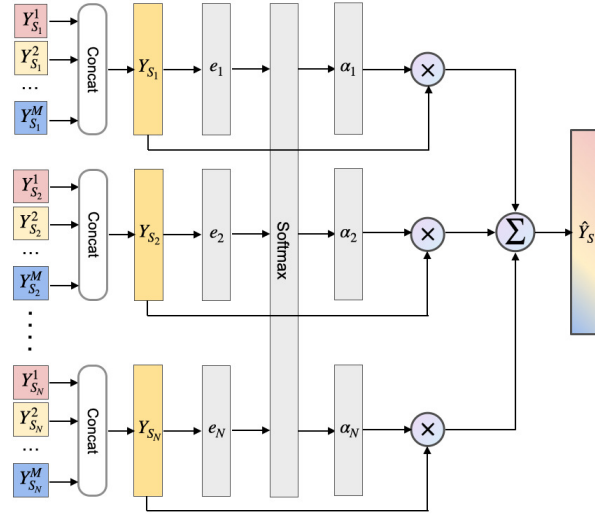 Y_{S_1}^1
Y_{S_1}^2
...
Y_{S_1}^M
Concat
Y_{S_1}
e_1
α_1
×
Y_{S_2}^1
Y_{S_2}^2
...
Y_{S_2}^M
Concat
Y_{S_2}
e_2
Softmax
α_2
×
Σ
Ŷ_S
Y_{S_N}^1
Y_{S_N}^2
...
Y_{S_N}^M
Concat
Y_{S_N}
e_N
α_N
×